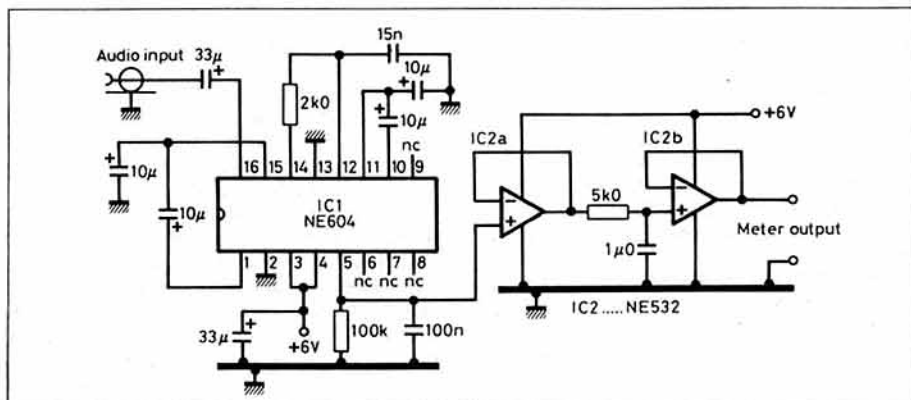 15n
Audio input
33μ
+
10μ
+
2k0
+
10μ
+6V
nc
IC2a
IC2b
16 15 14 13 12 11 10 9
+
10μ
10μ
+
IC1
NE604
−
+
5k0
−
+
Meter output
1μ0
1 2 3 4 5 6 7 8
nc nc nc
IC2.....NE532
33μ
+
+6V
100k
100n